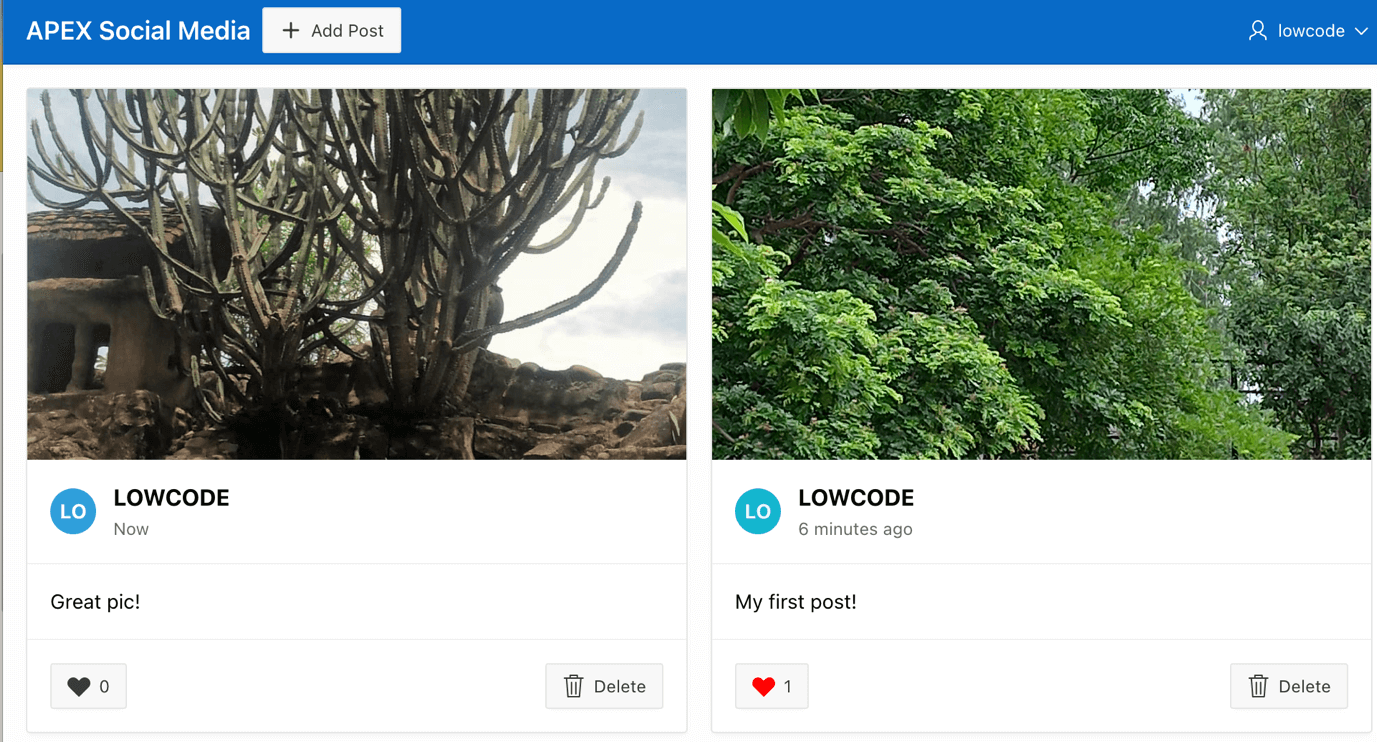 APEX Social Media
Add Post
lowcode
LO
LOWCODE
Now
Great pic!
0
Delete
LO
LOWCODE
6 minutes ago
My first post!
1
Delete